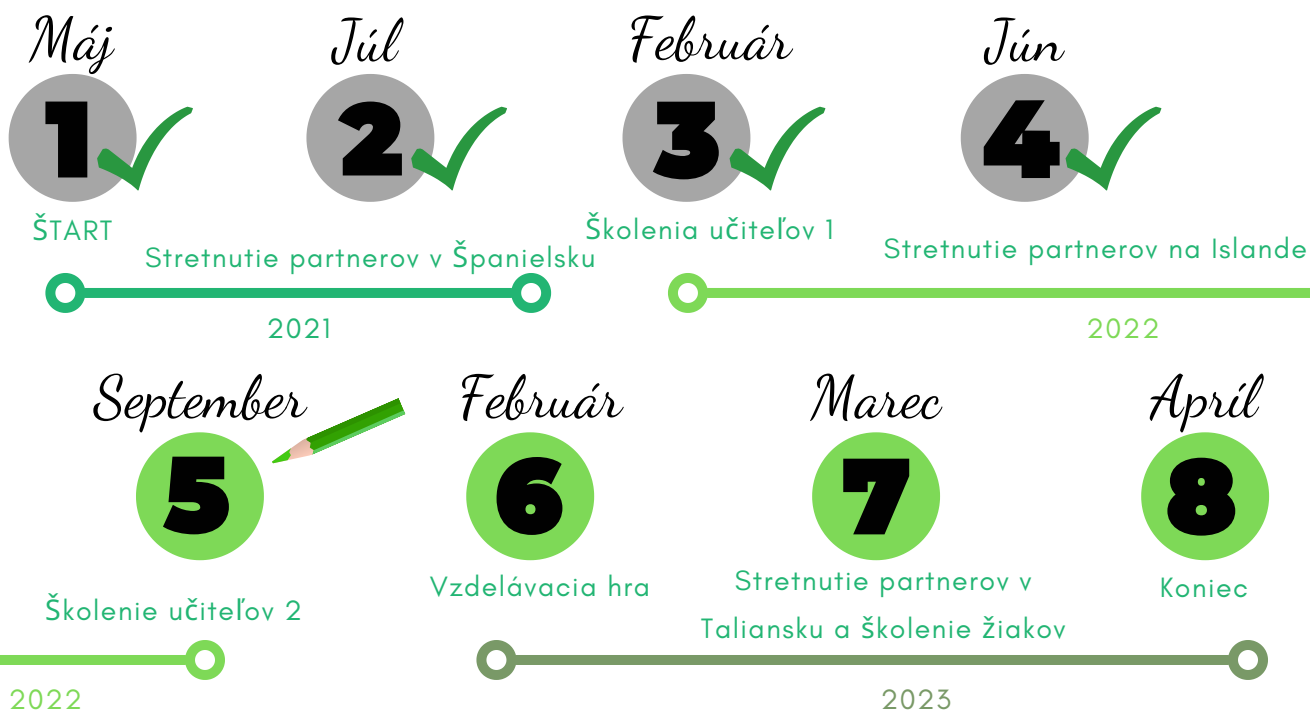 Máj
Júl
Február
Jún
1
2
3
4
ŠTART
Stretnutie partnerov v Španielsku
Školenia učiteľov 1
Stretnutie partnerov na Islande
2021
2022
September
Február
Marec
Apríl
5
6
7
8
Školenie učiteľov 2
Vzdelávacia hra
Stretnutie partnerov v
Taliansku a školenie žiakov
Koniec
2022
2023